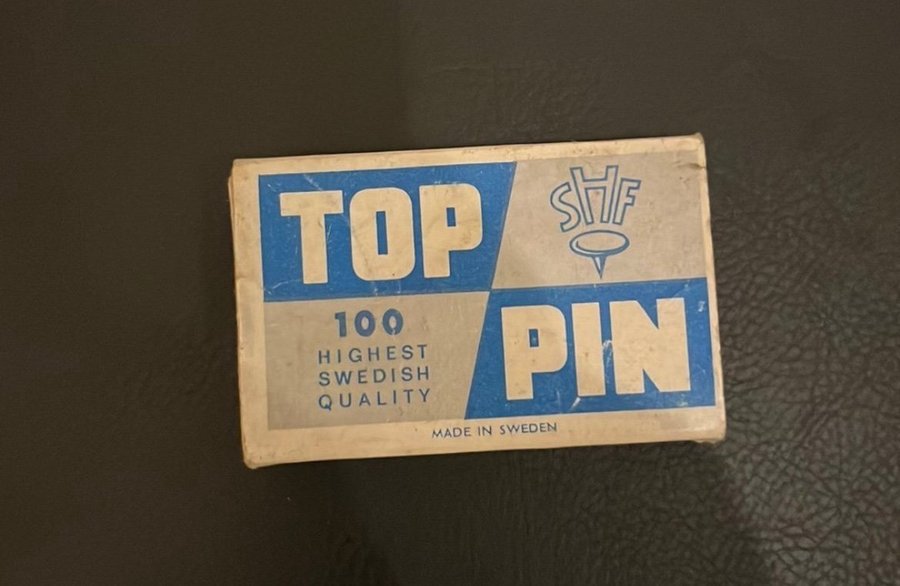 TOP
SHF
100
HIGHEST
SWEDISH
QUALITY
PIN
MADE IN SWEDEN